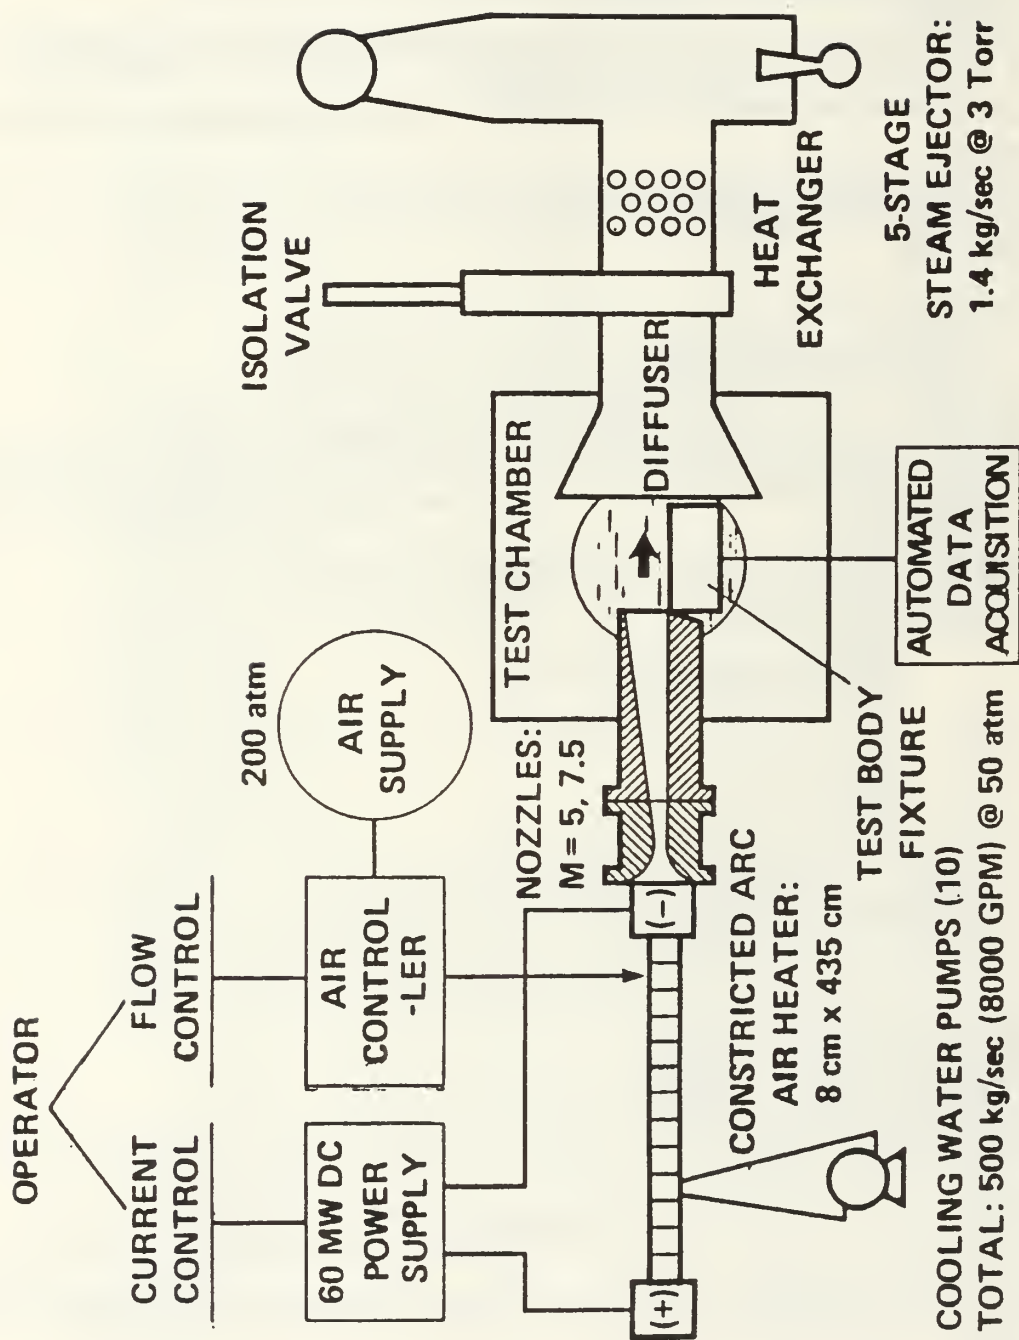 OPERATOR
CURRENT
CONTROL
FLOW
CONTROL
60 MW DC
POWER
SUPPLY
AIR
CONTROL
-LER
200 atm
AIR
SUPPLY
ISOLATION
VALVE
NOZZLES:
M = 5, 7.5
TEST CHAMBER
DIFFUSER
(+)
(−)
CONSTRICTED ARC
AIR HEATER:
8 cm x 435 cm
TEST BODY
FIXTURE
HEAT
EXCHANGER
AUTOMATED
DATA
ACQUISITION
5-STAGE
STEAM EJECTOR:
1.4 kg/sec @ 3 Torr
COOLING WATER PUMPS (10)
TOTAL: 500 kg/sec (8000 GPM) @ 50 atm